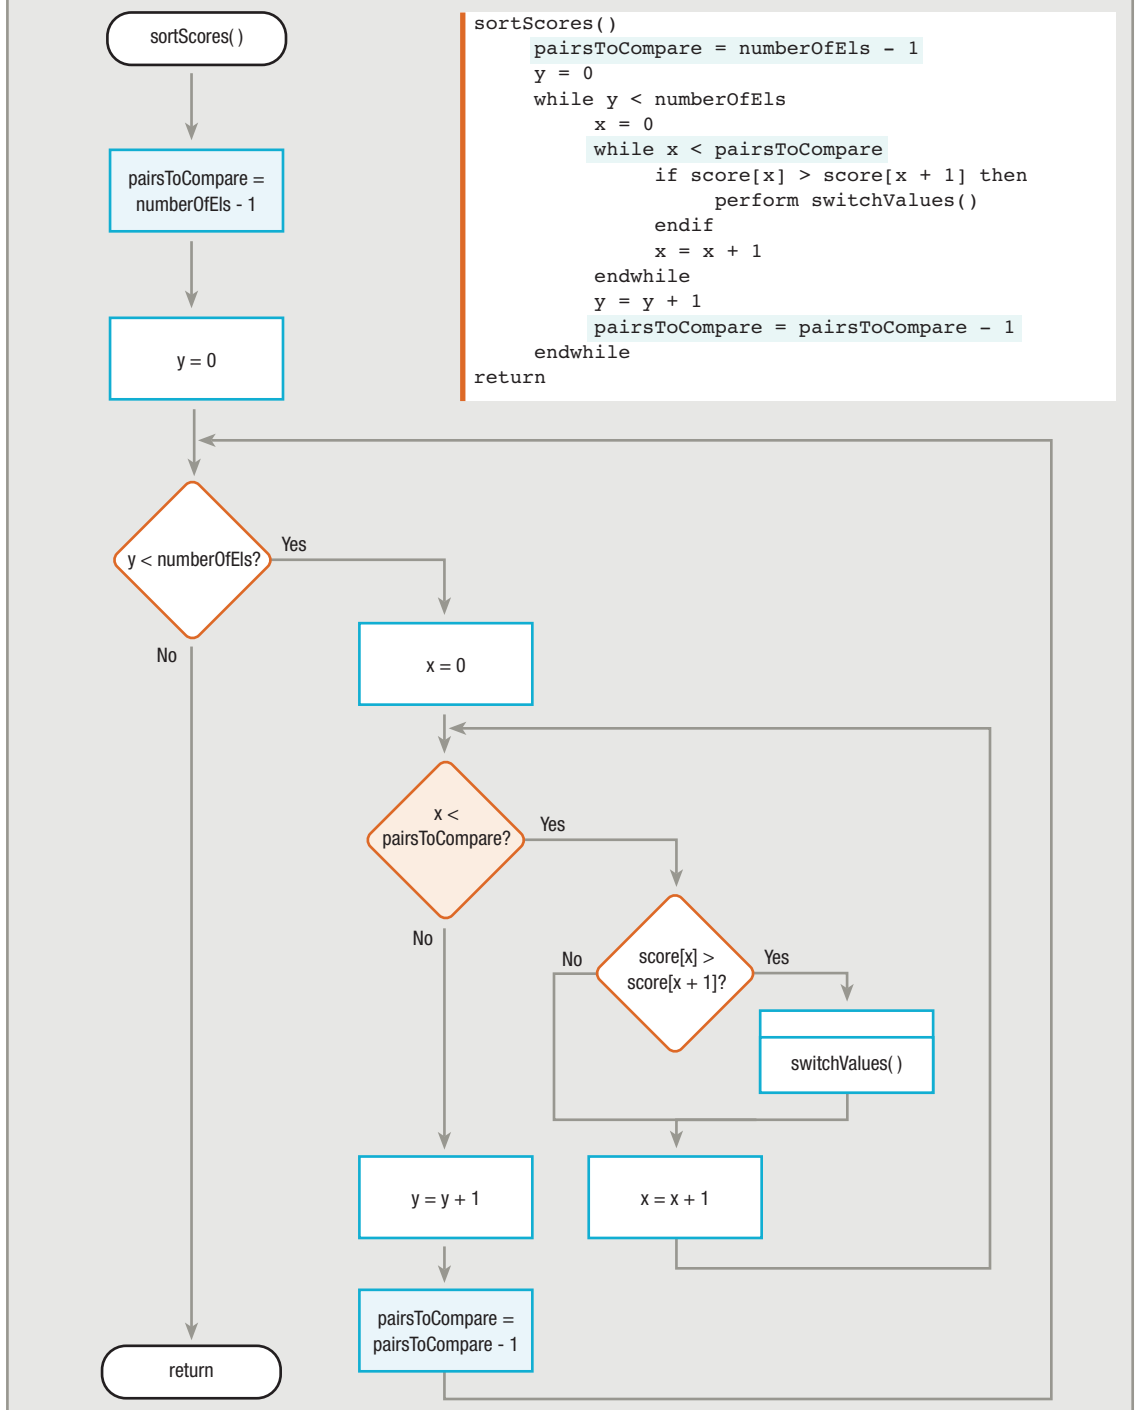 sortScores( )
pairsToCompare =
numberOfEls - 1
y = 0
sortScores()
pairsToCompare = numberOfEls – 1
y = 0
while y < numberOfEls
x = 0
while x < pairsToCompare
if score[x] > score[x + 1] then
perform switchValues()
endif
x = x + 1
endwhile
y = y + 1
pairsToCompare = pairsToCompare – 1
endwhile
return
y < numberOfEls?
Yes
No
x = 0
x <
pairsToCompare?
Yes
No
score[x] >
score[x + 1]?
No
Yes
switchValues( )
y = y + 1
x = x + 1
pairsToCompare =
pairsToCompare - 1
return